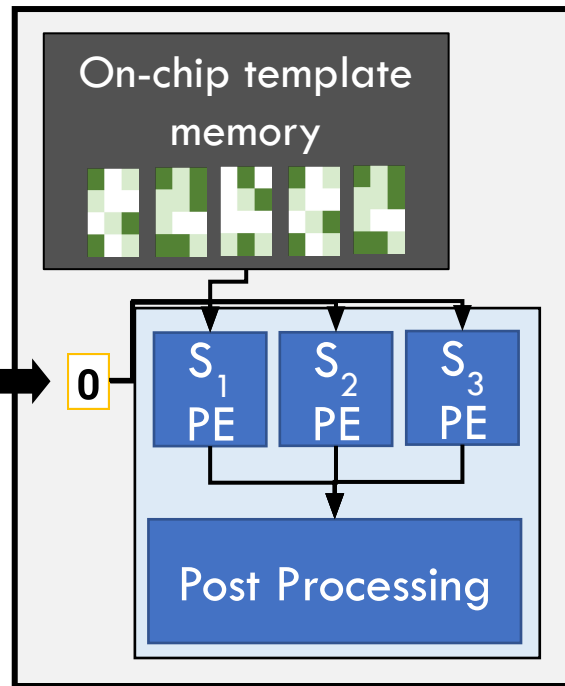 On-chip template
memory
0
S1 S2 S3
PE PE PE
Post Processing